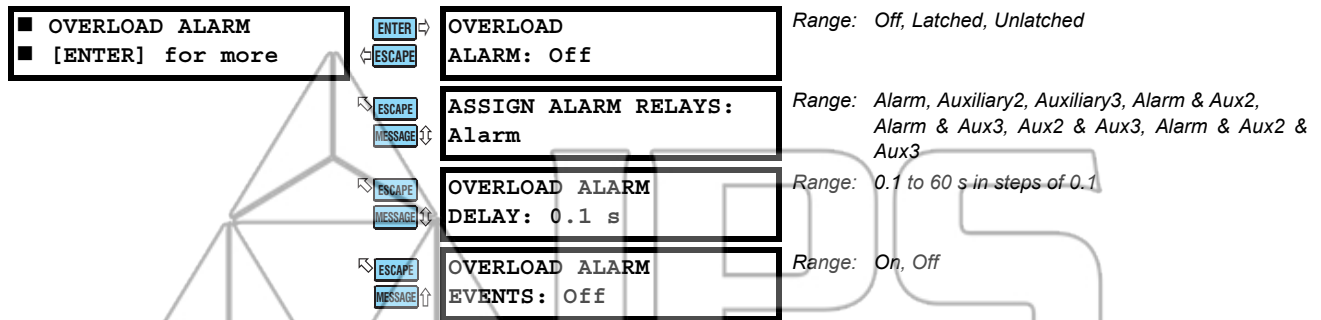 ■ OVERLOAD ALARM
■ [ENTER] for more
ENTER
ESCAPE
OVERLOAD
ALARM: Off
Range: Off, Latched, Unlatched
ESCAPE
MESSAGE
ASSIGN ALARM RELAYS:
Alarm
Range: Alarm, Auxiliary2, Auxiliary3, Alarm & Aux2,
Alarm & Aux3, Aux2 & Aux3, Alarm & Aux2 &
Aux3
ESCAPE
MESSAGE
OVERLOAD ALARM
DELAY: 0.1 s
Range: 0.1 to 60 s in steps of 0.1
ESCAPE
MESSAGE
OVERLOAD ALARM
EVENTS: Off
Range: On, Off
IPS